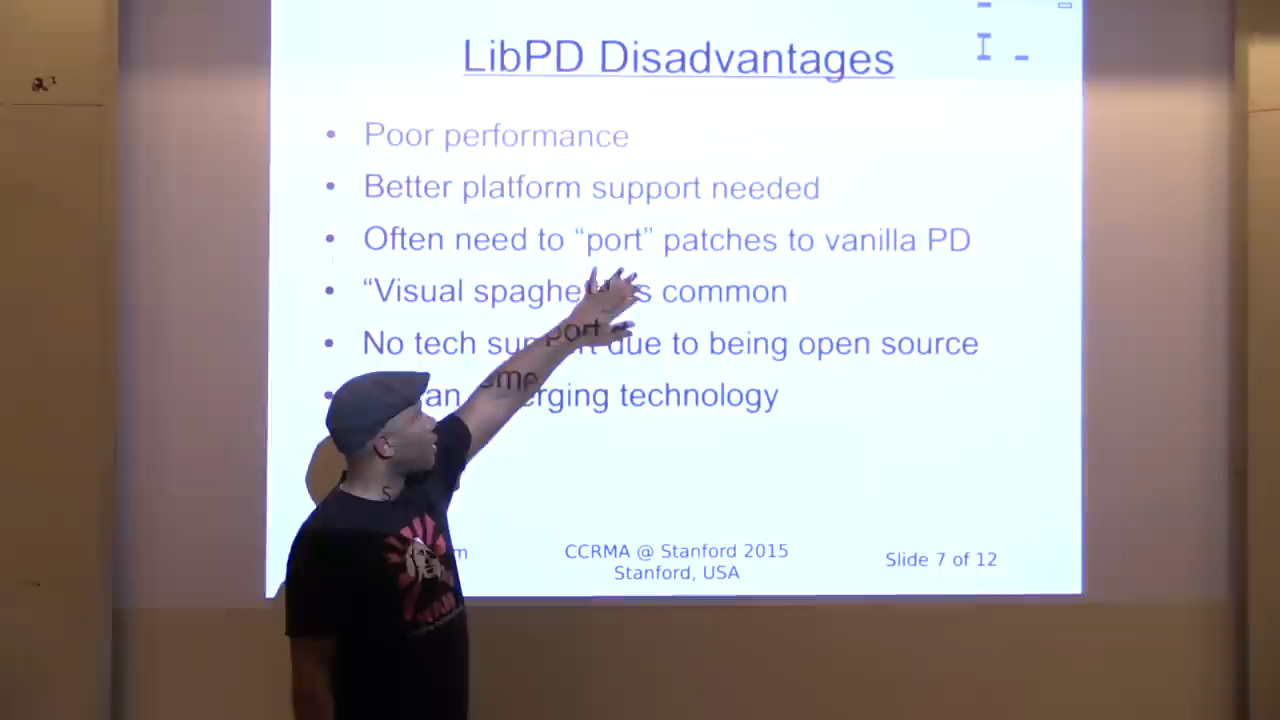 LibPD Disadvantages
• Poor performance
• Better platform support needed
• Often need to “port” patches to vanilla PD
• “Visual spaghe s common
• No tech support due to being open source
• an emerging technology
m
CCRMA @ Stanford 2015
Stanford, USA
Slide 7 of 12